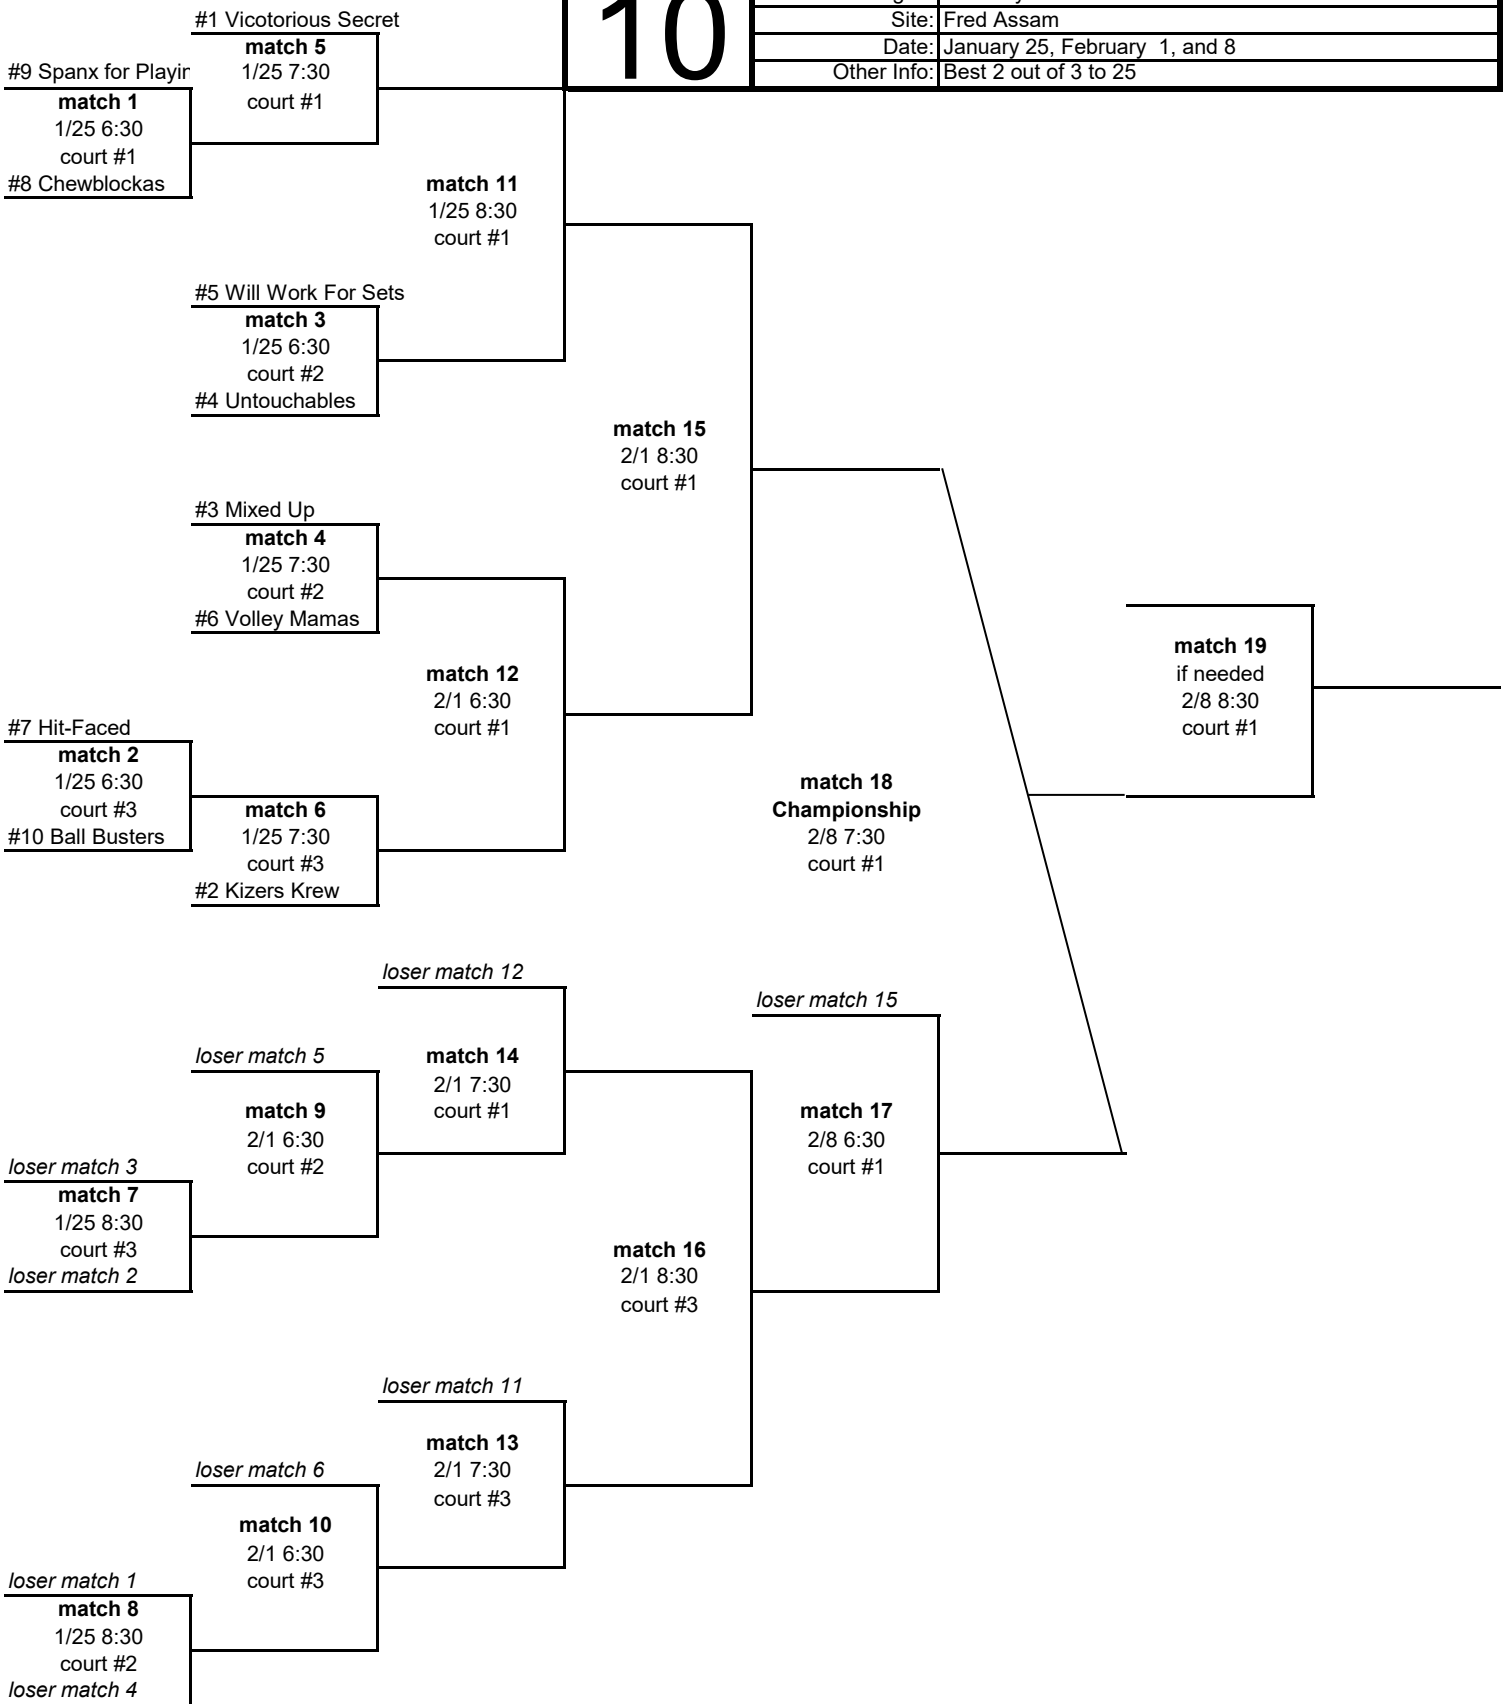 #1 Vicotorious Secret
10
Site: Fred Assam
Date: January 25, February 1, and 8
Other Info: Best 2 out of 3 to 25
match 5
1/25 7:30
court #1
#9 Spanx for Playin
match 1
1/25 6:30
court #1
#8 Chewblockas
match 11
1/25 8:30
court #1
#5 Will Work For Sets
match 3
1/25 6:30
court #2
#4 Untouchables
match 15
2/1 8:30
court #1
#3 Mixed Up
match 4
1/25 7:30
court #2
#6 Volley Mamas
match 19
if needed
2/8 8:30
court #1
match 12
2/1 6:30
court #1
#7 Hit-Faced
match 2
1/25 6:30
court #3
#10 Ball Busters
match 6
1/25 7:30
court #3
#2 Kizers Krew
match 18
Championship
2/8 7:30
court #1
loser match 12
loser match 15
loser match 5
match 14
2/1 7:30
court #1
match 9
2/1 6:30
court #2
match 17
2/8 6:30
court #1
loser match 3
match 7
1/25 8:30
court #3
loser match 2
match 16
2/1 8:30
court #3
loser match 11
match 13
2/1 7:30
court #3
loser match 6
match 10
2/1 6:30
court #3
loser match 1
match 8
1/25 8:30
court #2
loser match 4